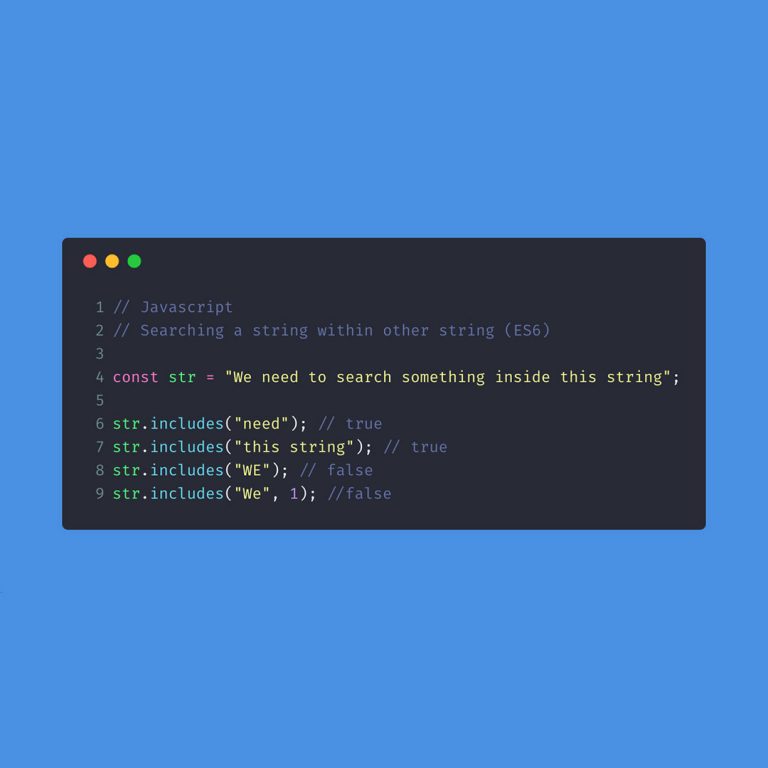 1 // Javascript
2 // Searching a string within other string (ES6)
3
4 const str = "We need to search something inside this string";
5
6 str.includes("need"); // true
7 str.includes("this string"); // true
8 str.includes("WE"); // false
9 str.includes("We", 1); //false